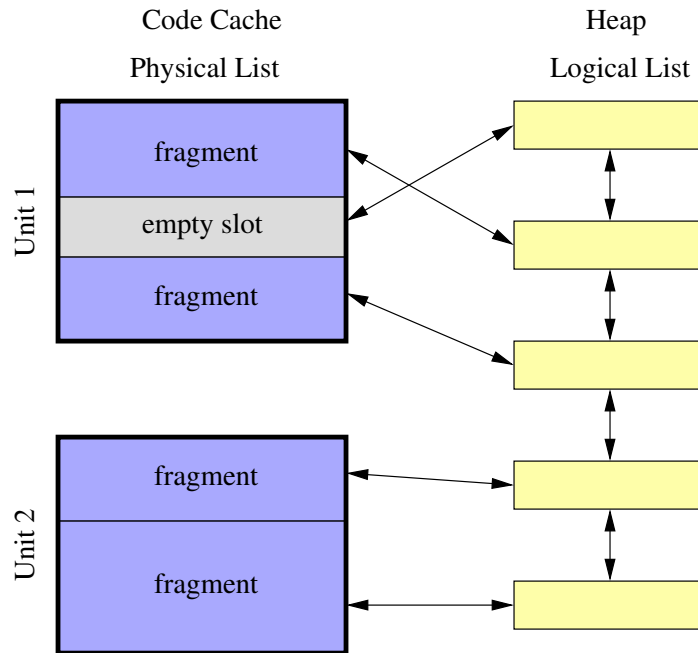 Code Cache
Physical List
Heap
Logical List
Unit 1
fragment
empty slot
fragment
Unit 2
fragment
fragment